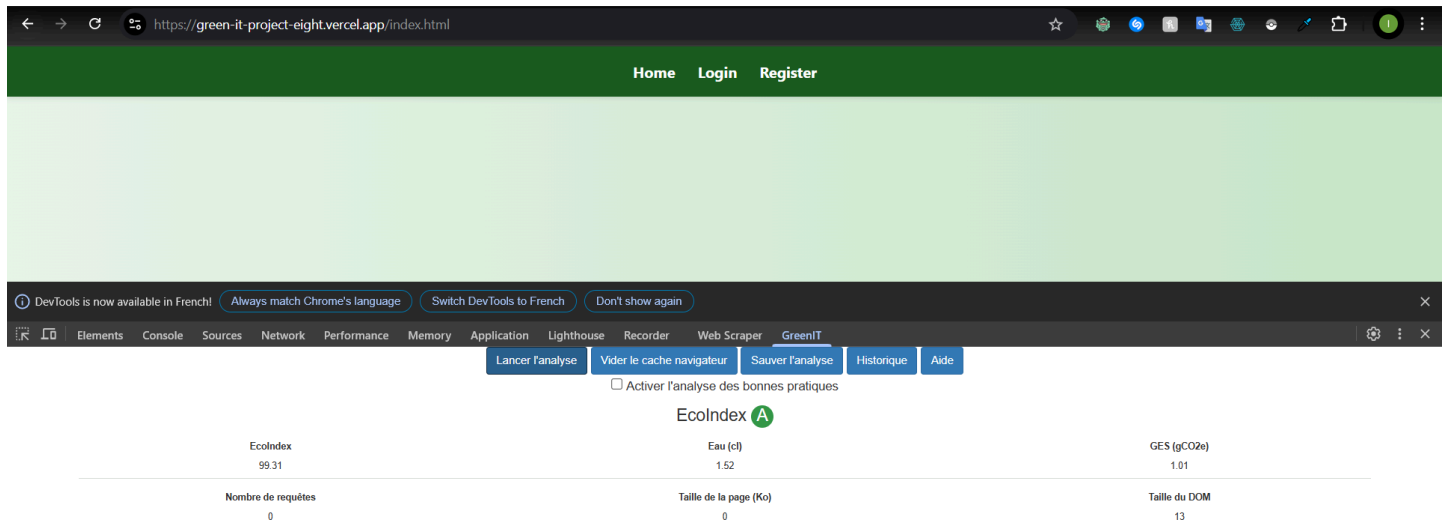 https://green-it-project-eight.vercel.app/index.html
Home Login Register
DevTools is now available in French! Always match Chrome's language Switch DevTools to French Don't show again
Elements Console Sources Network Performance Memory Application Lighthouse Recorder Web Scraper GreenIT
Lancer l'analyse Vider le cache navigateur Sauver l'analyse Historique Aide
Activer l'analyse des bonnes pratiques
EcoIndex A
EcoIndex Eau (cl) GES (gCO2e)
99.31 1.52 1.01
Nombre de requêtes Taille de la page (Ko) Taille du DOM
0 0 13